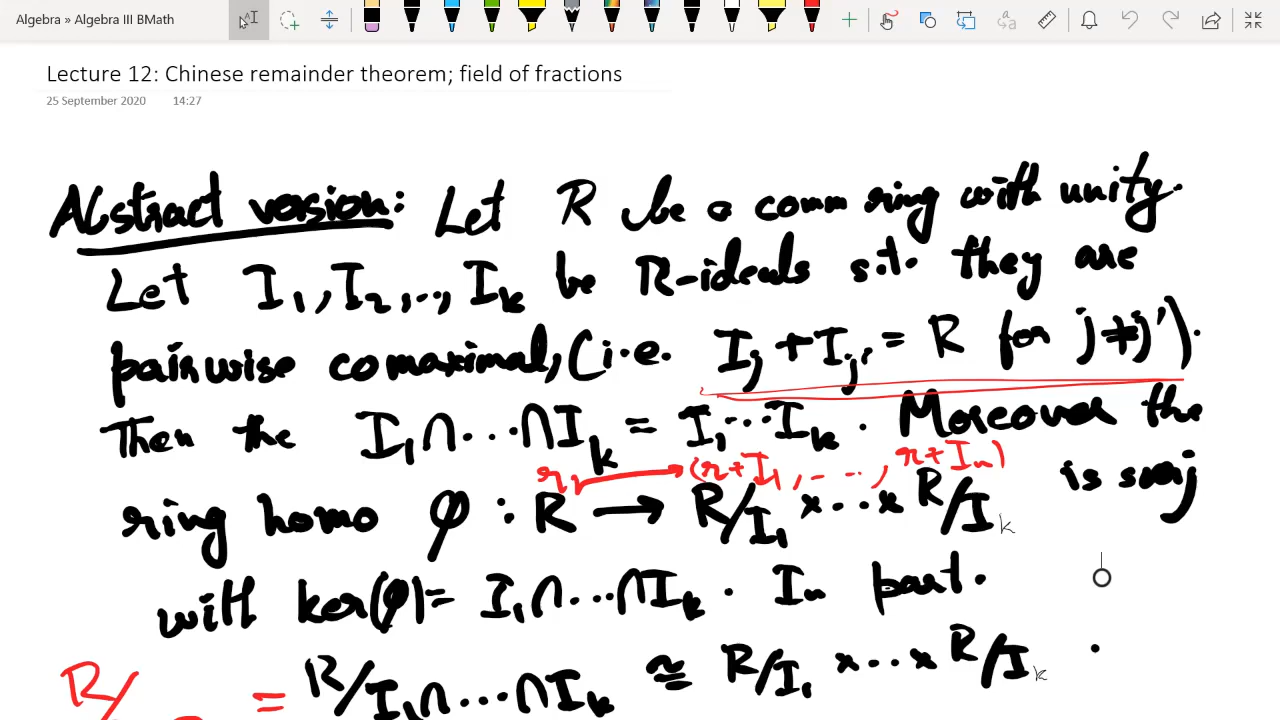 Algebra » Algebra III BMath
Lecture 12: Chinese remainder theorem; field of fractions
25 September 2020 14:27
Abstract version: Let R be a comm ring with unity.
Let I₁, I₂, .., Iₖ be R-ideals s.t. they are
pairwise comaximal, (i.e. Iⱼ + Iⱼ' = R for j≠j').
Then the I₁∩...∩Iₖ = I₁...Iₖ. Moreover the
r ⟶ (r+I₁, ..., r+Iₙ)
ring homo φ : R ⟶ R/I₁ × ... × R/Iₖ is surj
with ker(φ) = I₁∩...∩Iₖ. In part.
R/ = R/I₁∩...∩Iₖ ≅ R/I₁ × ... × R/Iₖ .